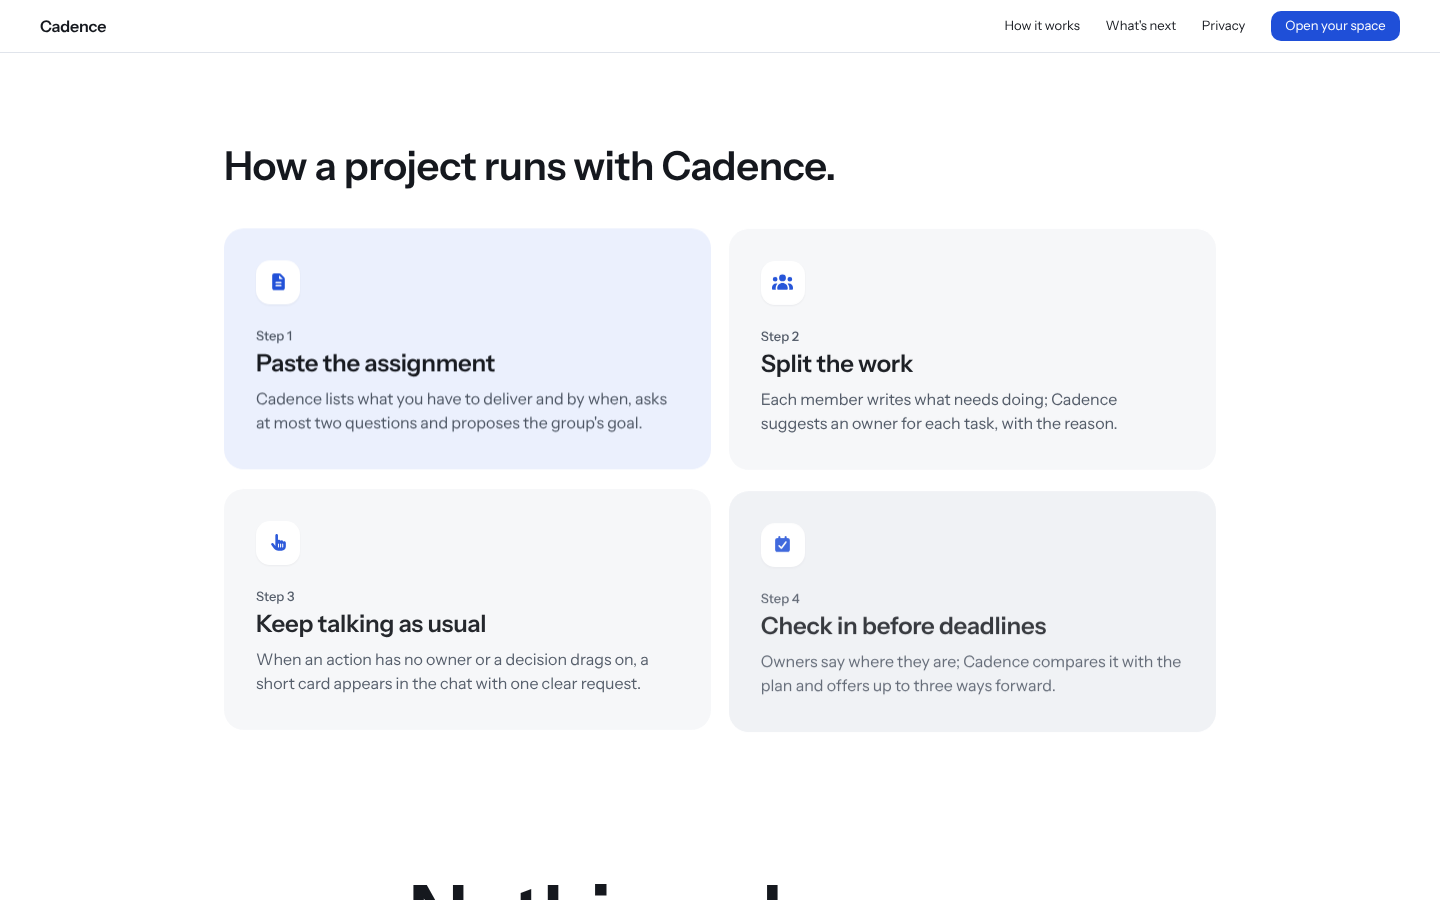 Cadence
How it works
What's next
Privacy
Open your space
How a project runs with Cadence.
Step 1
Paste the assignment
Cadence lists what you have to deliver and by when, asks
at most two questions and proposes the group's goal.
Step 2
Split the work
Each member writes what needs doing; Cadence
suggests an owner for each task, with the reason.
Step 3
Keep talking as usual
When an action has no owner or a decision drags on, a
short card appears in the chat with one clear request.
Step 4
Check in before deadlines
Owners say where they are; Cadence compares it with the
plan and offers up to three ways forward.